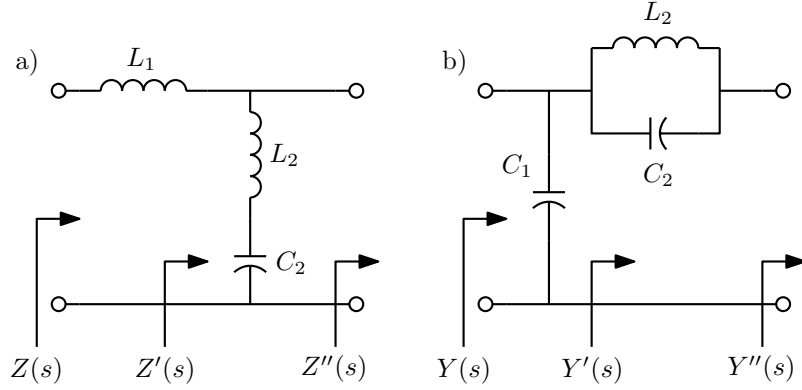 a)
L₁
L₂
C₂
Z(s)
Z′(s)
Z″(s)
b)
L₂
C₂
C₁
Y(s)
Y′(s)
Y″(s)